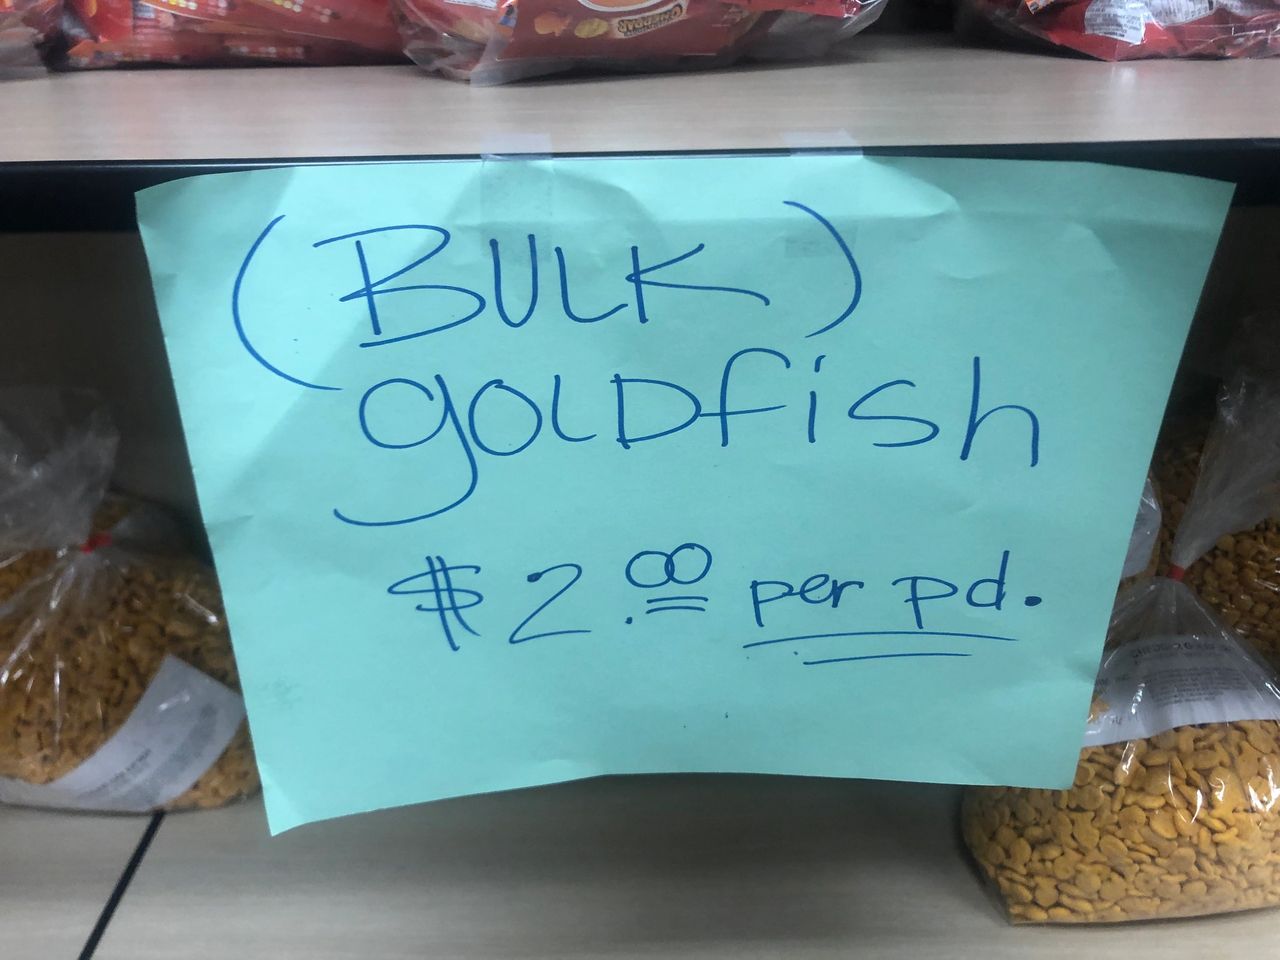 (BULK)
goLDfish
$2.00 per pd.